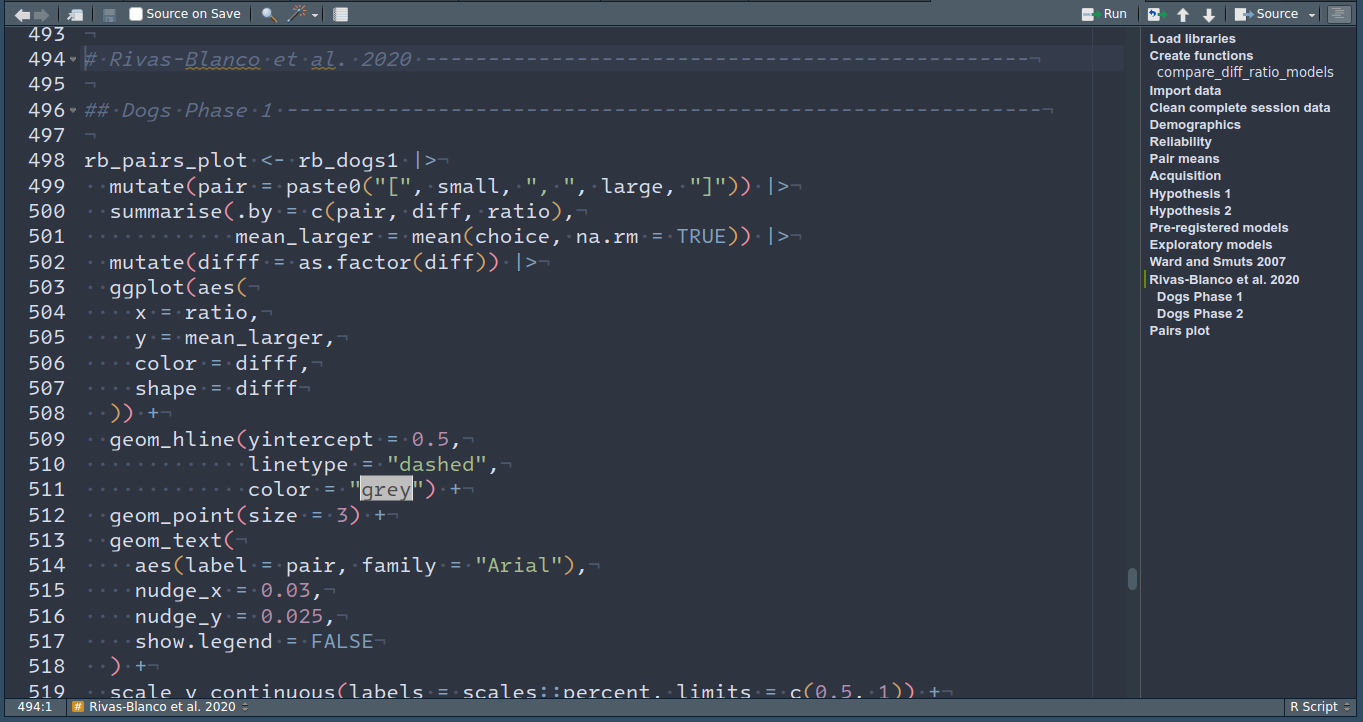 Source on Save
Run
Source
493
494 # Rivas-Blanco et al. 2020 ------------------------------------------------
495
496 ## Dogs Phase 1 ------------------------------------------------------------
497
498 rb_pairs_plot <- rb_dogs1 |>
499   mutate(pair = paste0("[", small, ", ", large, "]")) |>
500   summarise(.by = c(pair, diff, ratio),
501             mean_larger = mean(choice, na.rm = TRUE)) |>
502   mutate(difff = as.factor(diff)) |>
503   ggplot(aes(
504     x = ratio,
505     y = mean_larger,
506     color = difff,
507     shape = difff
508   )) +
509   geom_hline(yintercept = 0.5,
510              linetype = "dashed",
511              color = "grey") +
512   geom_point(size = 3) +
513   geom_text(
514     aes(label = pair, family = "Arial"),
515     nudge_x = 0.03,
516     nudge_y = 0.025,
517     show.legend = FALSE
518   ) +
519   scale_y_continuous(labels = scales::percent, limits = c(0.5, 1)) +
Load libraries
Create functions
compare_diff_ratio_models
Import data
Clean complete session data
Demographics
Reliability
Pair means
Acquisition
Hypothesis 1
Hypothesis 2
Pre-registered models
Exploratory models
Ward and Smuts 2007
Rivas-Blanco et al. 2020
Dogs Phase 1
Dogs Phase 2
Pairs plot
494:1
# Rivas-Blanco et al. 2020
R Script